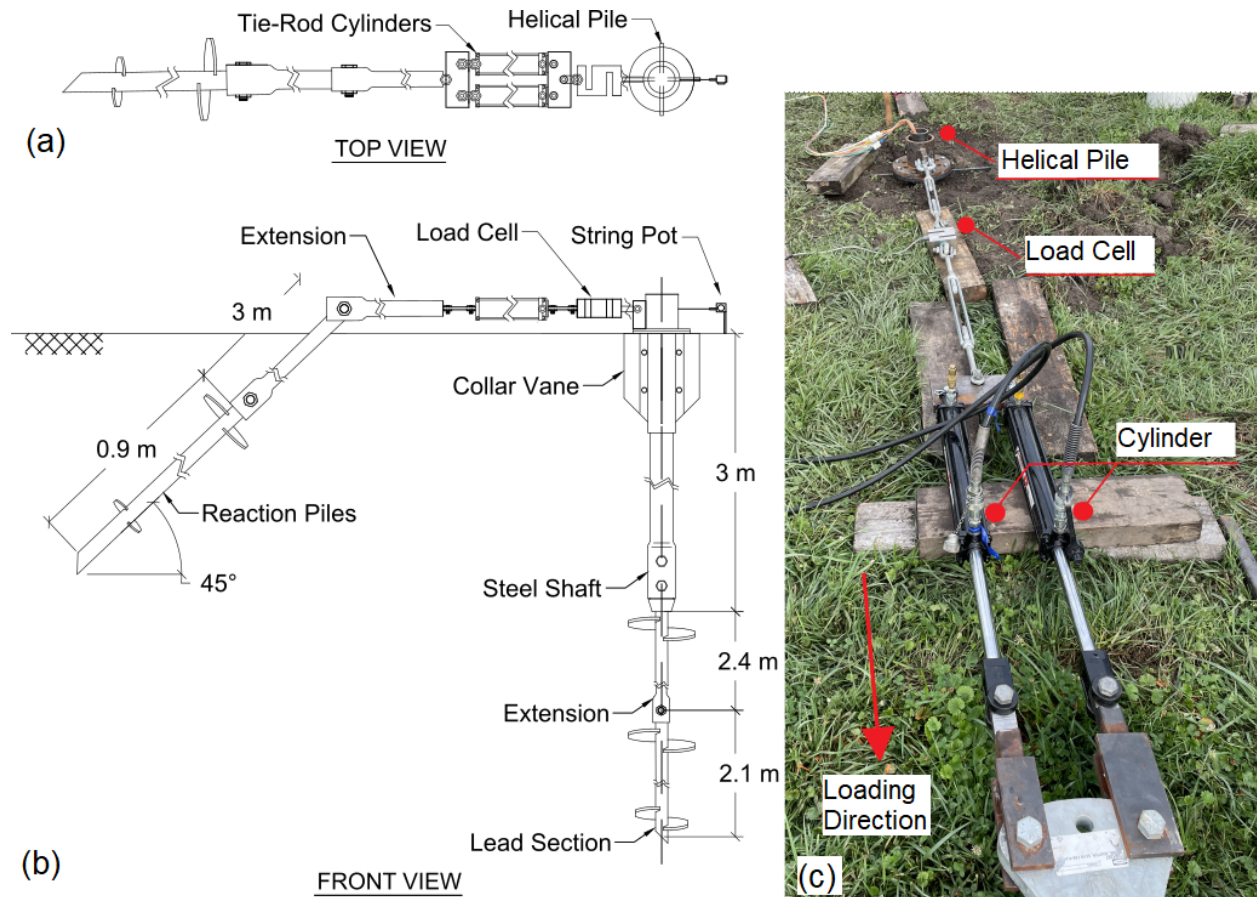 Tie-Rod Cylinders
Helical Pile
(a)
TOP VIEW
Extension
Load Cell
String Pot
3 m
Collar Vane
0.9 m
3 m
Reaction Piles
45°
Steel Shaft
2.4 m
Extension
2.1 m
Lead Section
(b)
FRONT VIEW
Helical Pile
Load Cell
Cylinder
Loading
Direction
(c)